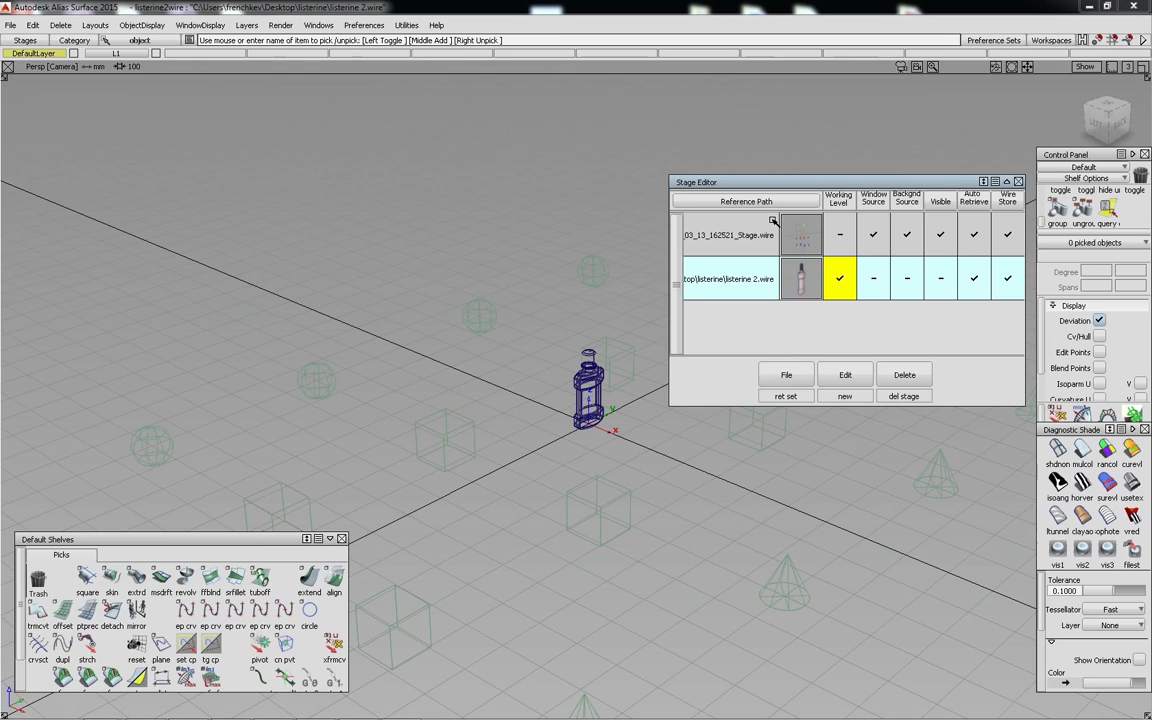 Autodesk Alias Surface 2015 - listerine2wire : "C:\Users\frenchkev\Desktop\listerine\listerine 2.wire"
File Edit Delete Layouts ObjectDisplay WindowDisplay Layers Render Windows Preferences Utilities Help
Stages Category object Use mouse or enter name of item to pick /unpick: [Left Toggle ] [Middle Add ] [Right Unpick ] Preference Sets Workspaces
DefaultLayer L1
Persp [Camera] mm 100 Show 3
LEFT BACK
Control Panel
Default
Shelf Options
toggle toggl hide u toggle
group ungrou query
0 picked objects
Degree
Spans
Display
Deviation
Cv/Hull
Edit Points
Blend Points
Isoparm U V
Curvature U
Stage Editor
Reference Path Working Level Window Source Backgnd Source Visible Auto Retrieve Wire Store
_03_13_162521_Stage.wire
top\listerine\listerine 2.wire
File Edit Delete
ret set new del stage
x y
Diagnostic Shade
shdnon mulcol rancol curevl
isoang horver surevl usetex
ltunnel clayao ophote vred
vis1 vis2 vis3 filest
Tolerance
0.1000
Tessellator Fast
Layer None
Show Orientation
Color
Default Shelves
Picks
Trash square skin extrd msdrft revolv ffblnd srfillet tuboff extend align
trmcvt offset ptprec detach mirror ep crv ep crv ep crv ep crv ep crv circle
crvsct dupl strch reset plane set cp tg cp pivot cn pvt xfrmcv